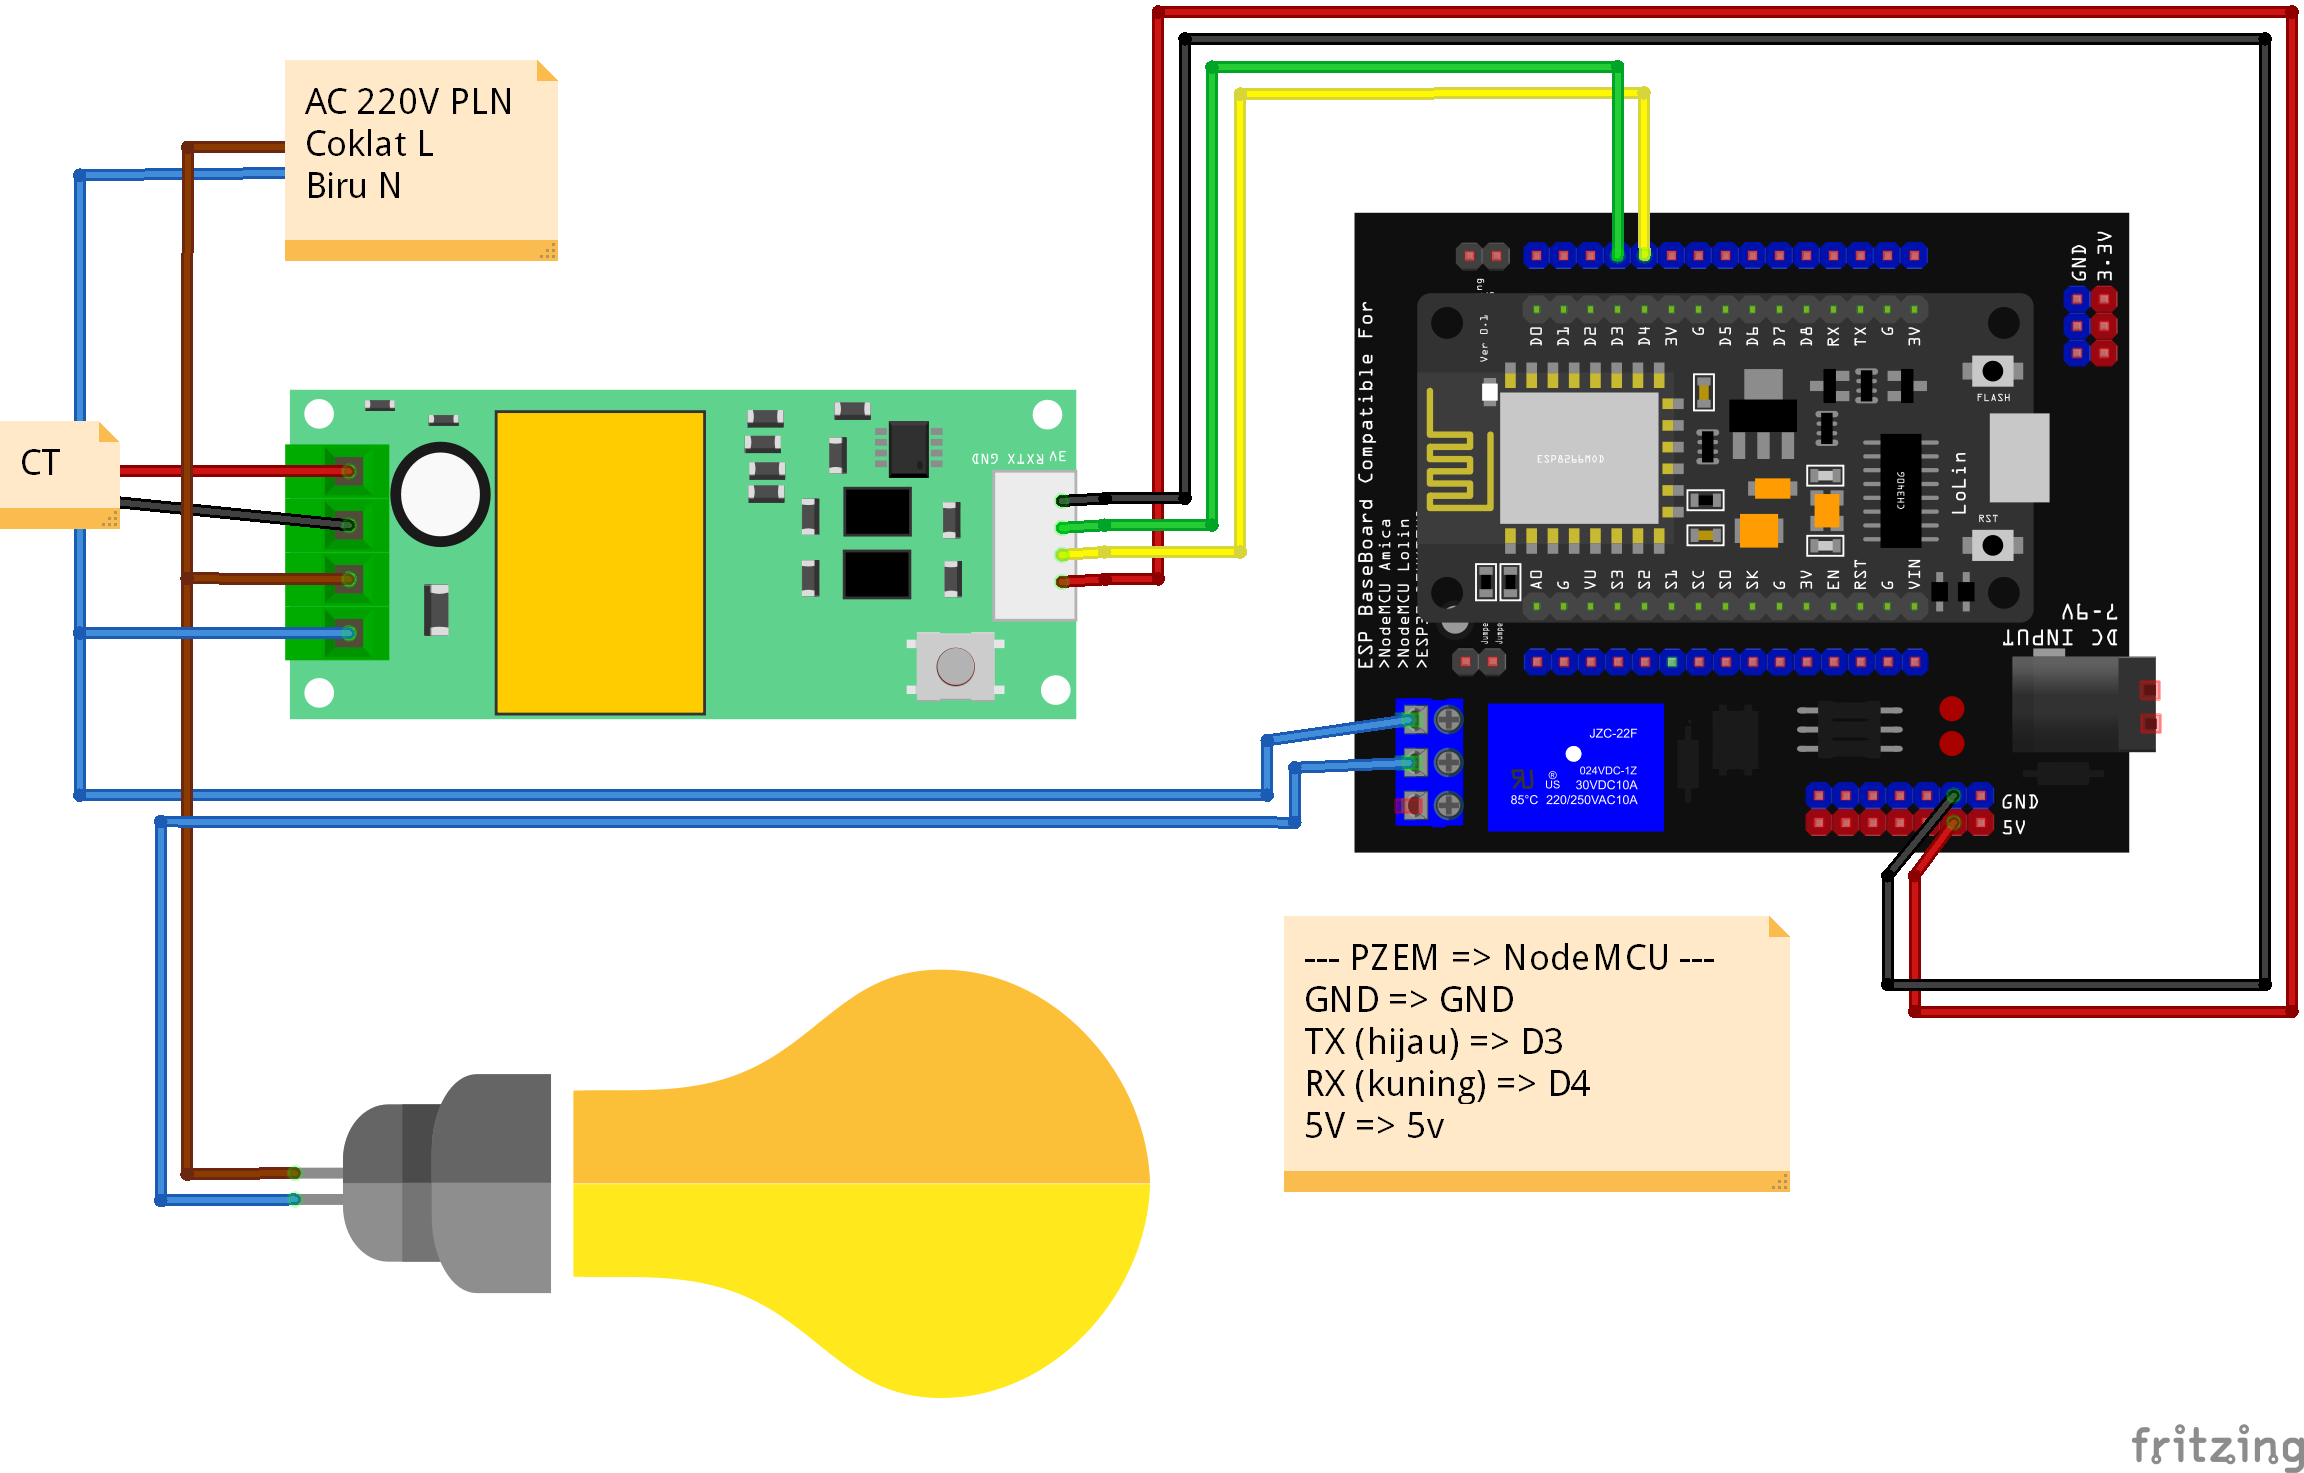 AC 220V PLN
Coklat L
Biru N
CT
GND TX RX 5V
ESP BaseBoard Compatible For
>NodeMCU Amica
>NodeMCU Lolin
Ver 0.1
D0 D1 D2 D3 D4 3V G D5 D6 D7 D8 RX TX G 3V
GND
3.3V
FLASH
ESP8266MOD
CH340G
LoLin
RST
A0 G VU S3 S2 S1 SC S0 SK G 3V EN RST G VIN
DC INPUT
7-9V
JZC-22F
024VDC-1Z
US 30VDC10A
85°C 220/250VAC10A
GND
5V
--- PZEM => NodeMCU ---
GND => GND
TX (hijau) => D3
RX (kuning) => D4
5V => 5v
fritzing